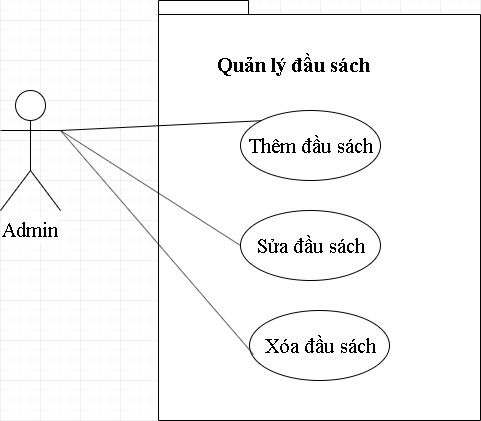 Quản lý đầu sách
Thêm đầu sách
Admin
Sửa đầu sách
Xóa đầu sách